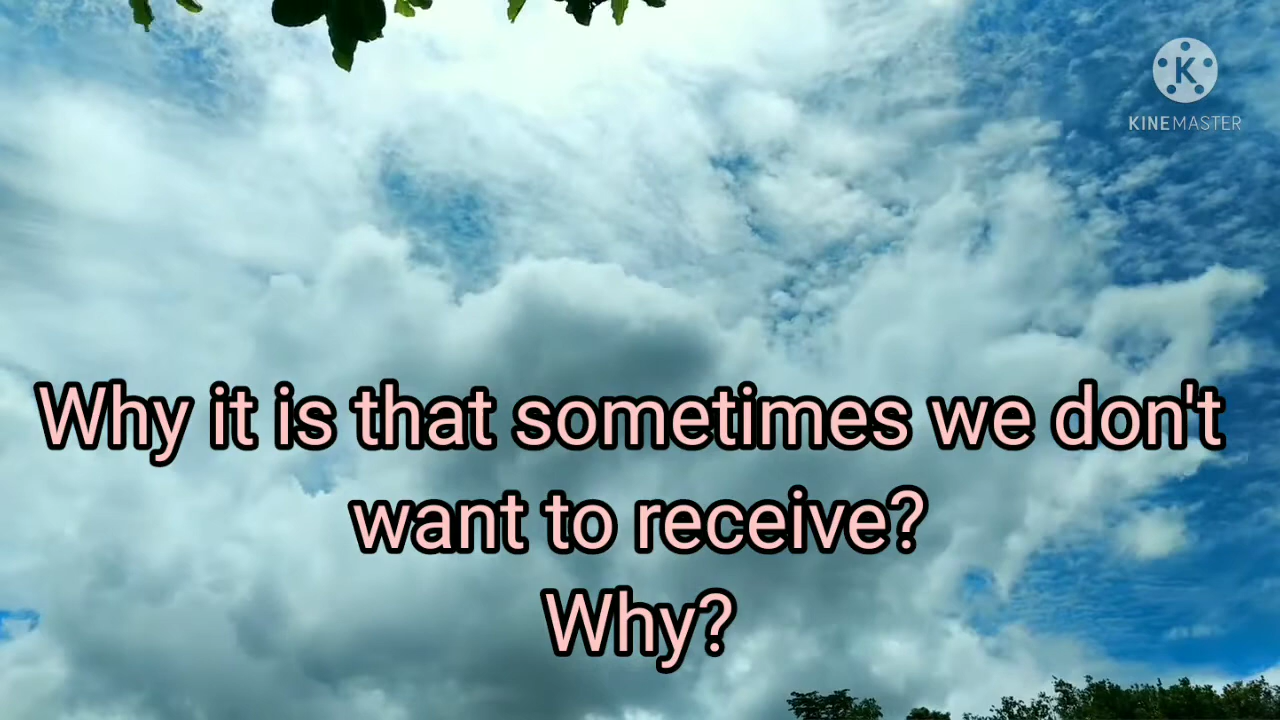 K
KINEMASTER
Why it is that sometimes we don't
want to receive?
Why?